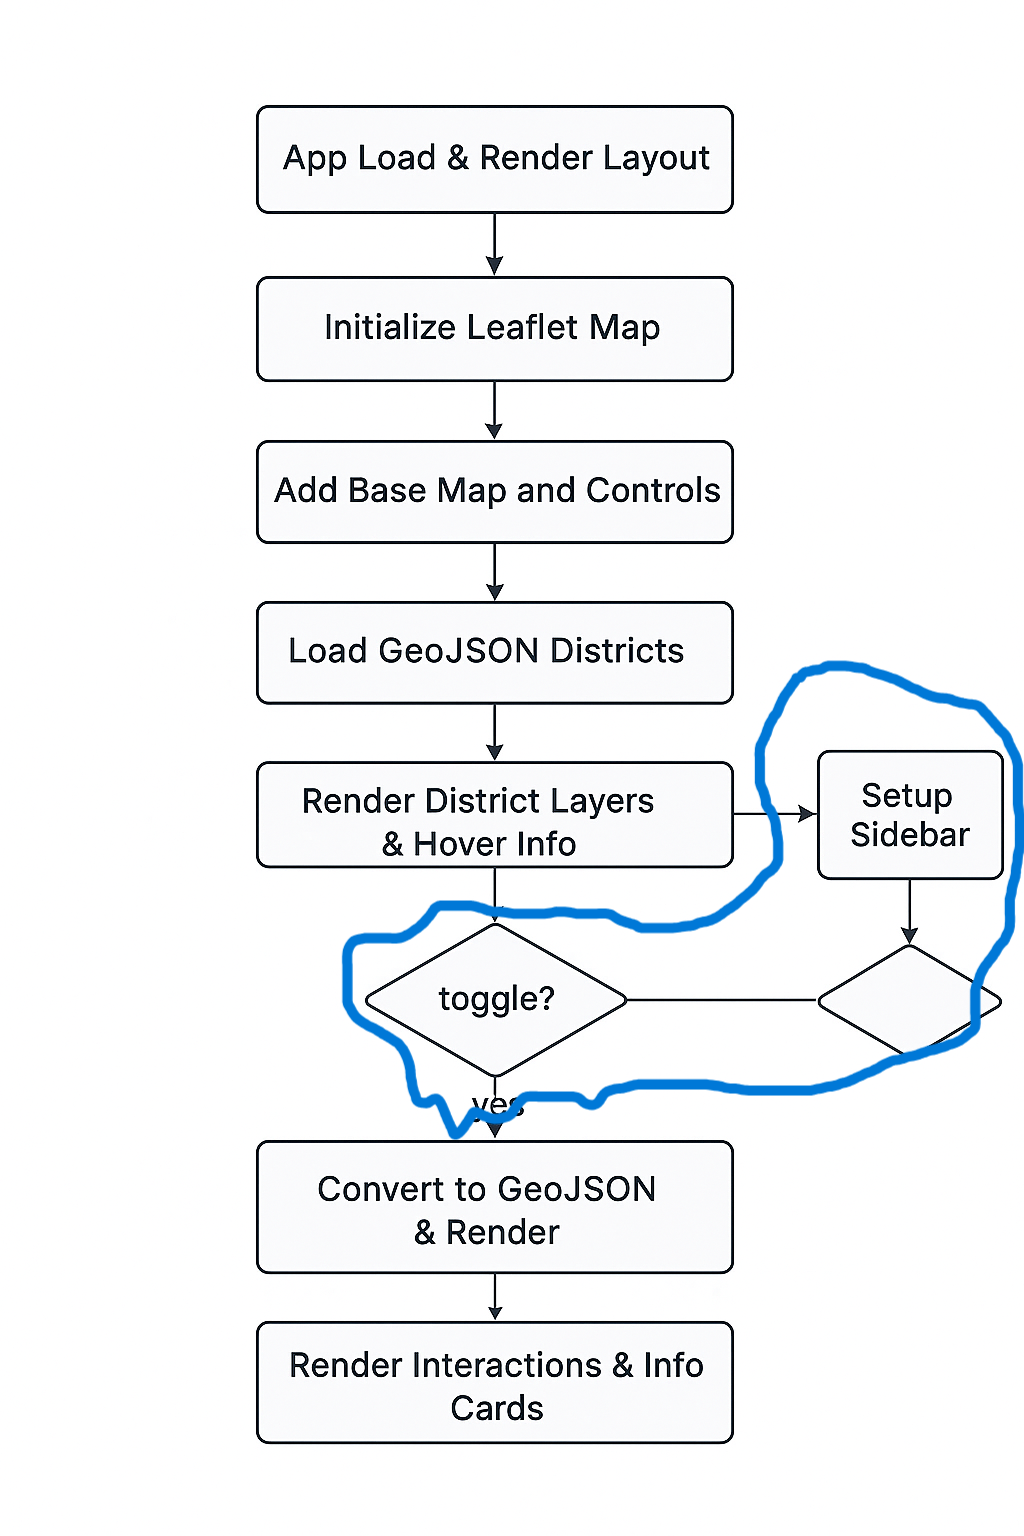 App Load & Render Layout
Initialize Leaflet Map
Add Base Map and Controls
Load GeoJSON Districts
Render District Layers
& Hover Info
Setup
Sidebar
toggle?
yes
Convert to GeoJSON
& Render
Render Interactions & Info
Cards